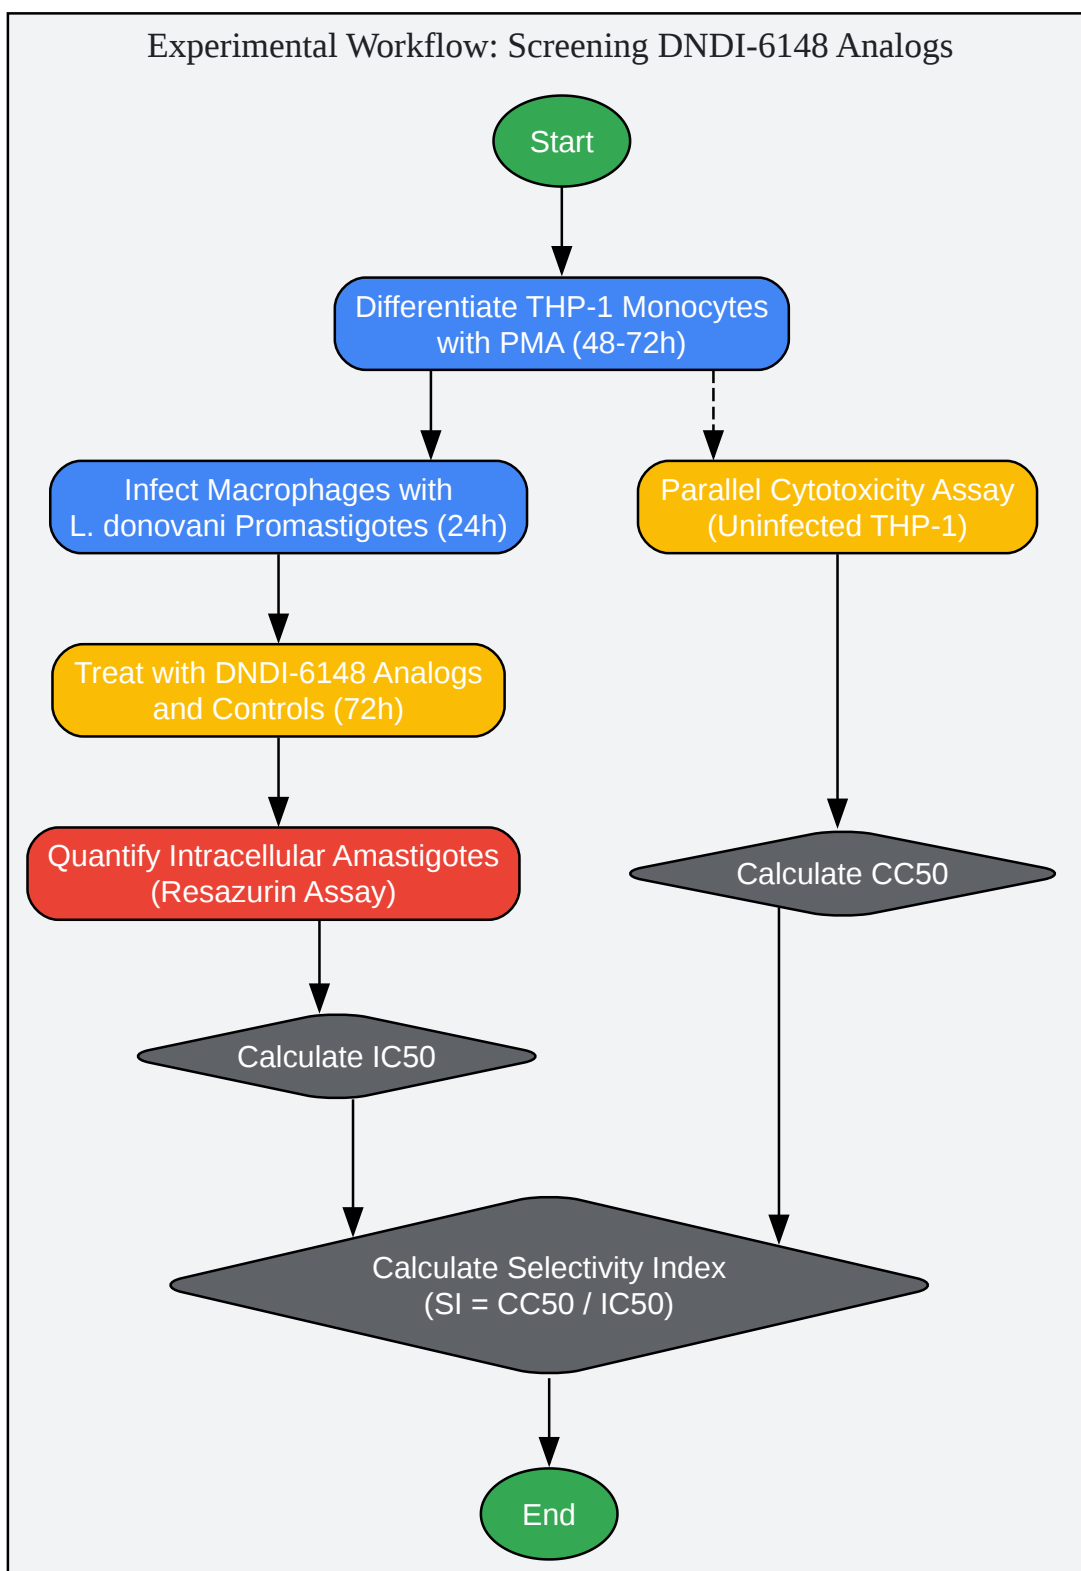 Experimental Workflow: Screening DNDI-6148 Analogs
Start
Differentiate THP-1 Monocytes
with PMA (48-72h)
Infect Macrophages with
L. donovani Promastigotes (24h)
Parallel Cytotoxicity Assay
(Uninfected THP-1)
Treat with DNDI-6148 Analogs
and Controls (72h)
Quantify Intracellular Amastigotes
(Resazurin Assay)
Calculate CC50
Calculate IC50
Calculate Selectivity Index
(SI = CC50 / IC50)
End